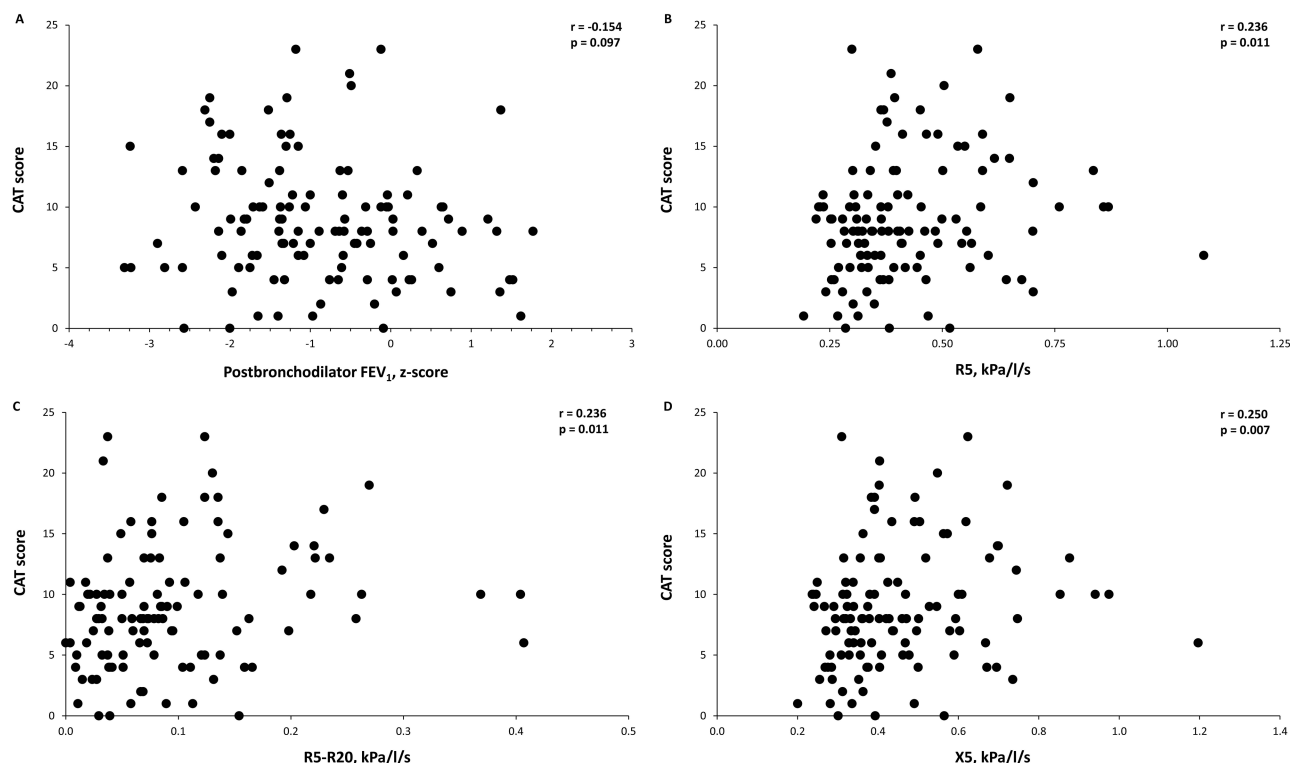 A
r = -0.154
p = 0.097
25
20
15
10
5
0
CAT score
-4
-3
-2
-1
0
1
2
3
Postbronchodilator FEV₁, z-score
B
r = 0.236
p = 0.011
25
20
15
10
5
0
CAT score
0.00
0.25
0.50
0.75
1.00
1.25
R5, kPa/l/s
C
r = 0.236
p = 0.011
25
20
15
10
5
0
CAT score
0.0
0.1
0.2
0.3
0.4
0.5
R5-R20, kPa/l/s
D
r = 0.250
p = 0.007
25
20
15
10
5
0
CAT score
0.0
0.2
0.4
0.6
0.8
1.0
1.2
1.4
X5, kPa/l/s